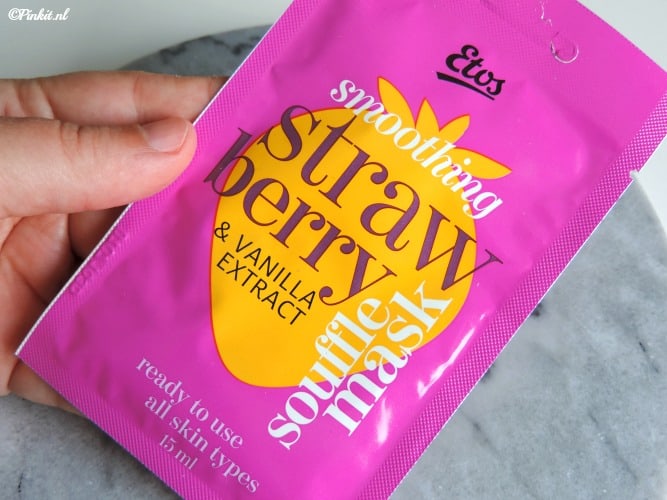 ©Pinkit.nl
Etos
smoothing
straw
berry
& VANILLA
EXTRACT
souffle
mask
ready to use
all skin types
15 ml